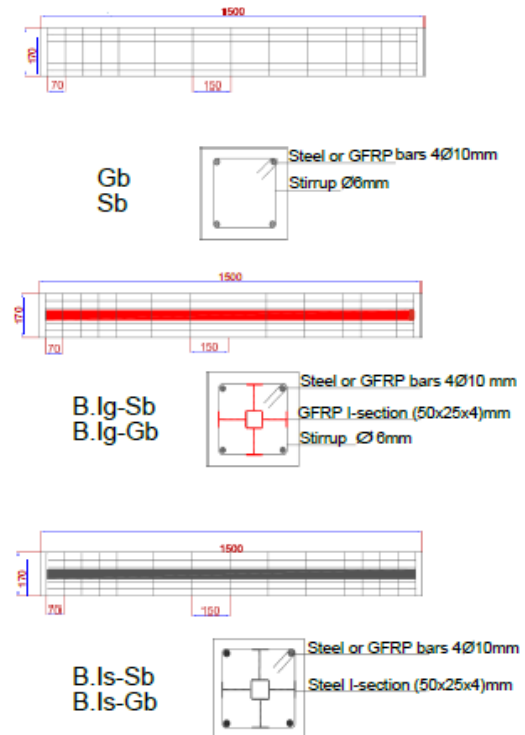 1500
170
70
150
Steel or GFRP bars 4Ø10mm
Gb
Stirrup Ø6mm
Sb
1500
170
70
150
Steel or GFRP bars 4Ø10 mm
B.Ig-Sb
GFRP I-section (50x25x4)mm
B.Ig-Gb
Stirrup Ø 6mm
1500
170
70
150
Steel or GFRP bars 4Ø10mm
B.Is-Sb
Steel I-section (50x25x4)mm
B.Is-Gb